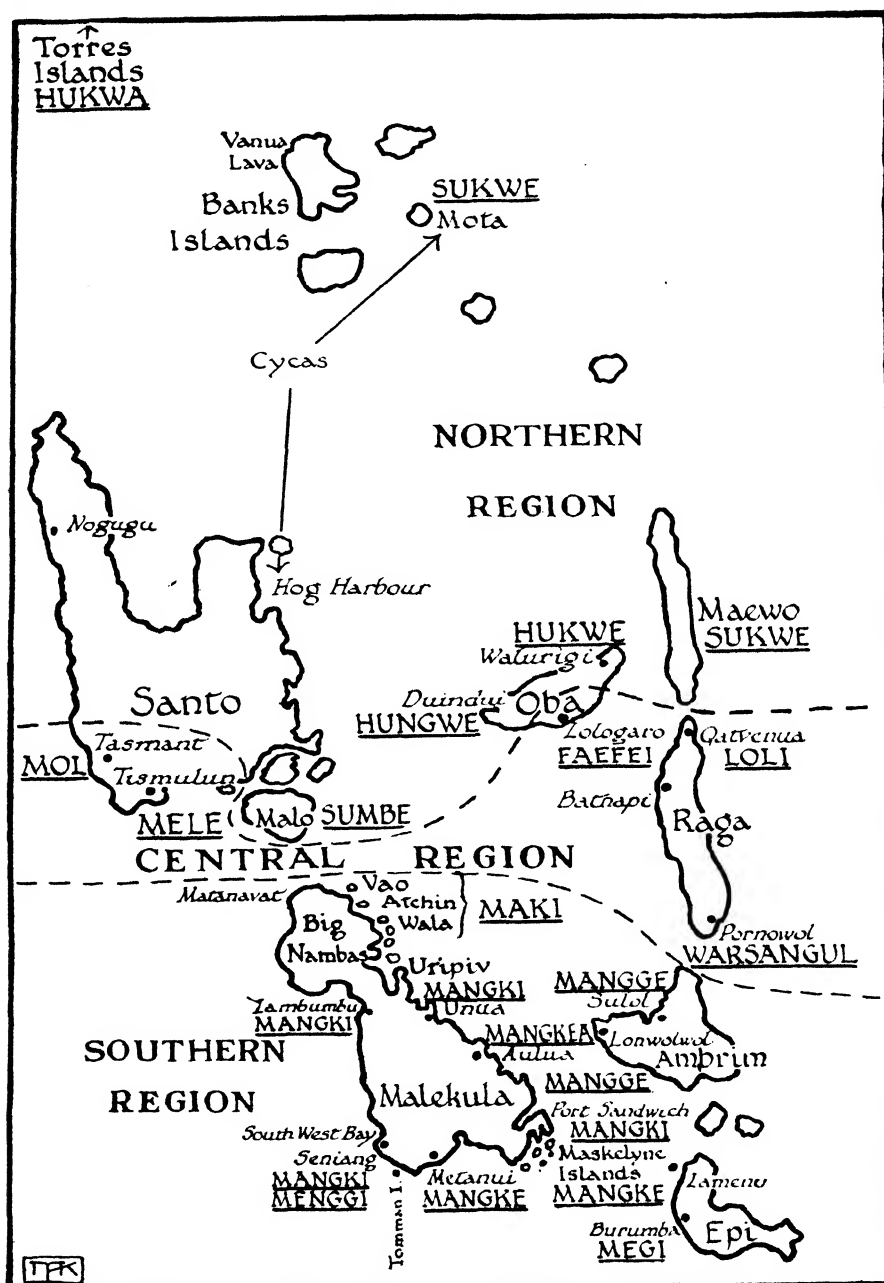 Torres
Islands
HUKWA
Vanua
Lava
Banks
Islands
SUKWE
Mota
Cycas
NORTHERN
REGION
Nogugu
Hog Harbour
Maewo
SUKWE
HUKWE
Walurigi
Duindui
Oba
HUNGWE
Lologaro
FAEFEI
Qatvenua
LOLI
Santo
Tasmant
MOL
Tismulun
MELE
Malo
SUMBE
Batnapi
Raga
CENTRAL REGION
Matanavat
Vao
Atchin
Wala
MAKI
Big
Nambas
Pornowol
WARSANGUL
Uripiv
MANGKI
Unua
MANGGE
Sulol
Lambumbu
MANGKI
MANGKEA
Aulua
Lonwolwol
Ambrim
MANGGE
SOUTHERN
REGION
Malekula
Port Sandwich
MANGKI
South West Bay
Seniang
MANGKI
MENGGI
Tomman I.
Metanui
MANGKE
Maskelyne
Islands
MANGKE
Lamenu
Burumba
MEGI
Epi